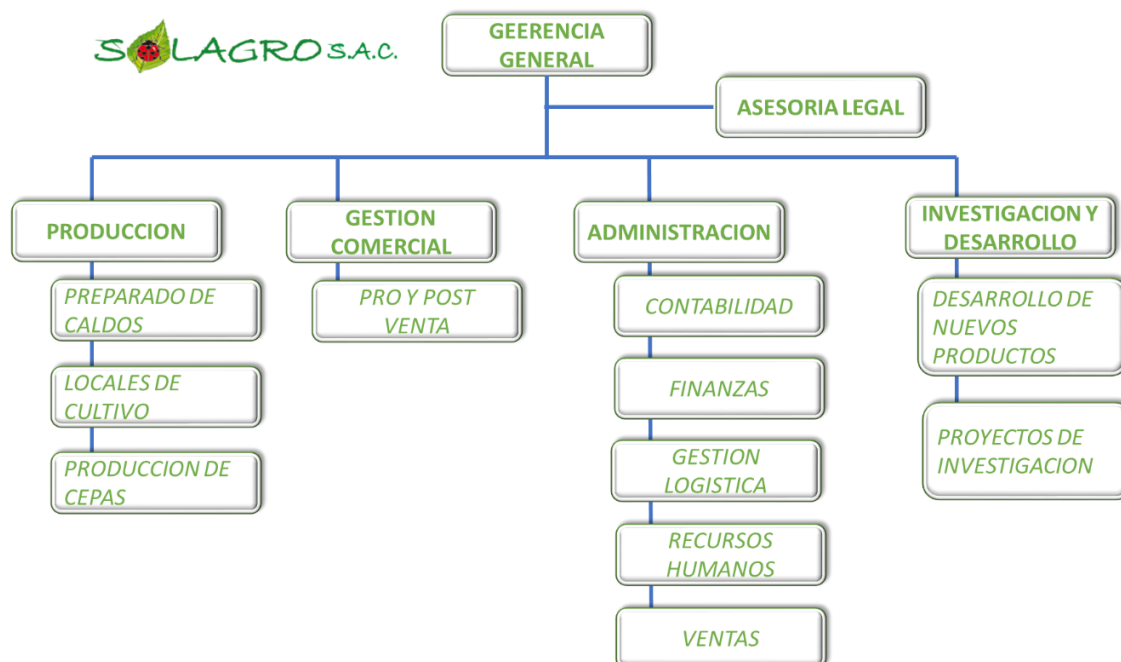 SOLAGRO S.A.C.
GEERENCIA
GENERAL
ASESORIA LEGAL
PRODUCCION
GESTION
COMERCIAL
ADMINISTRACION
INVESTIGACION Y
DESARROLLO
PREPARADO DE
CALDOS
LOCALES DE
CULTIVO
PRODUCCION DE
CEPAS
PRO Y POST
VENTA
CONTABILIDAD
FINANZAS
GESTION
LOGISTICA
RECURSOS
HUMANOS
VENTAS
DESARROLLO DE
NUEVOS
PRODUCTOS
PROYECTOS DE
INVESTIGACION